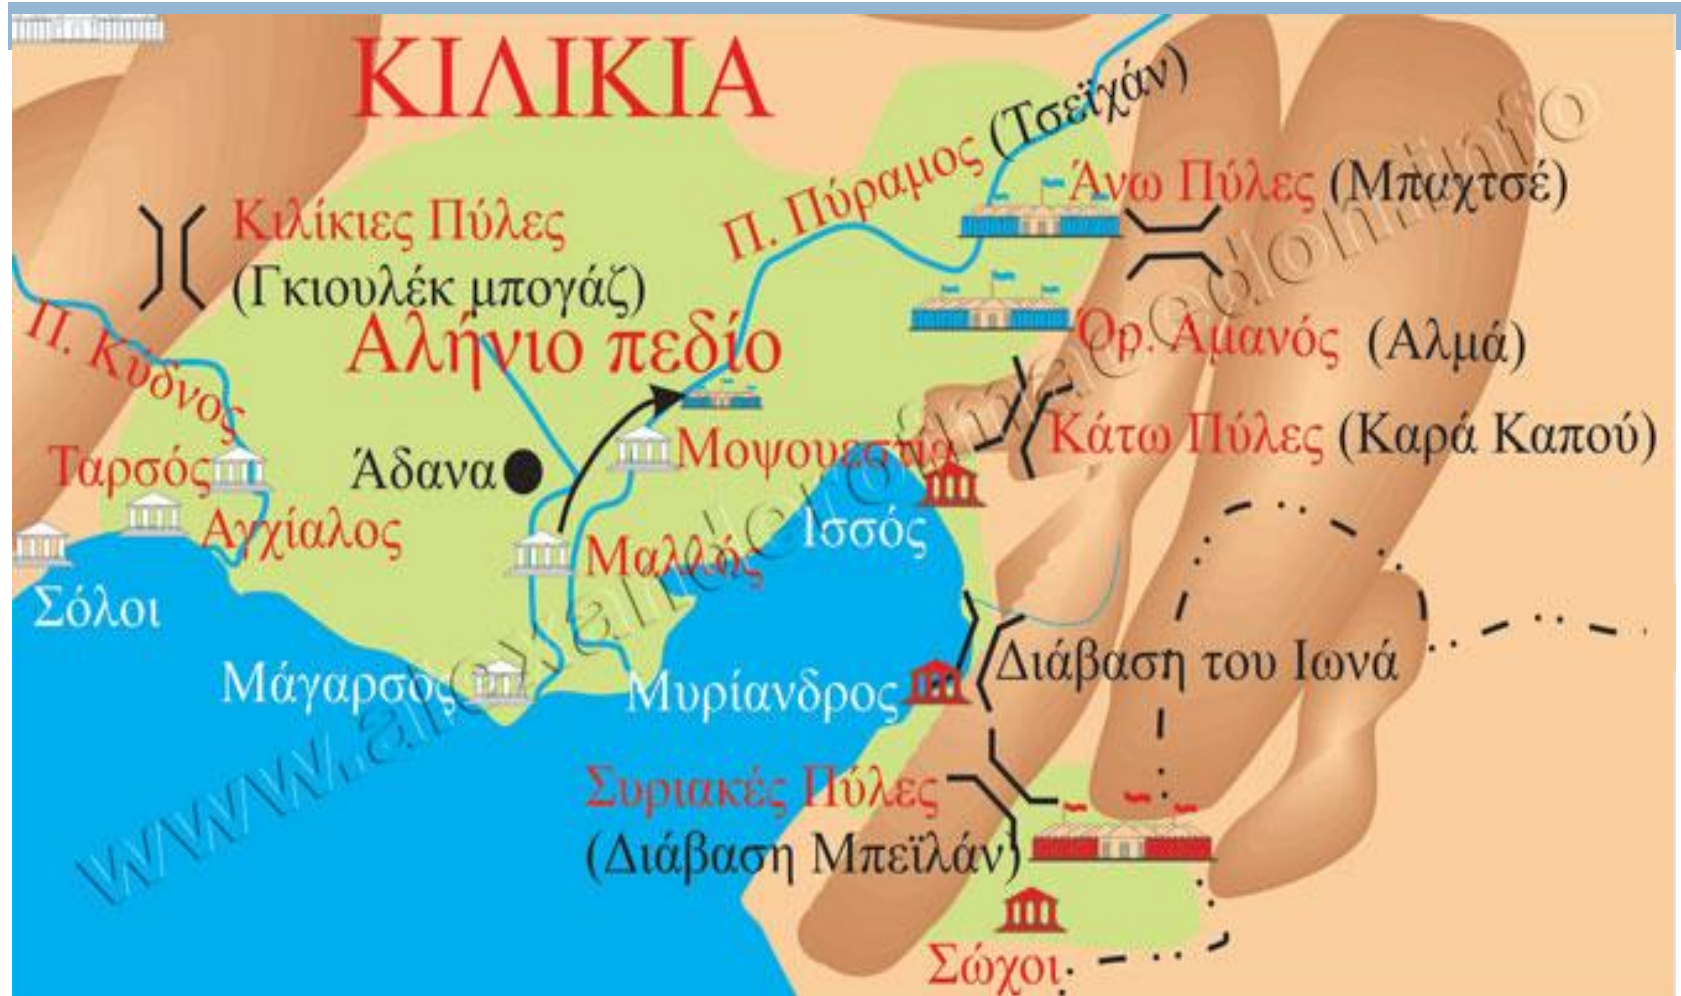 ΚΙΛΙΚΙΑ
Π. Πύραμος (Τσεϊχάν)
Άνω Πύλες (Μπαχτσέ)
Κιλίκιες Πύλες
(Γκιουλέκ μπογάζ)
Αλήνιο πεδίο
Όρ. Αμανός (Αλμά)
Π. Κύδνος
Κάτω Πύλες (Καρά Καπού)
Ταρσός
Άδανα
Μοψουεστία
Αγχίαλος
Ισσός
Μαλλός
Σόλοι
Διάβαση του Ιωνά
Μάγαρσος
Μυρίανδρος
Συριακές Πύλες
(Διάβαση Μπεϊλάν)
Σώχοι